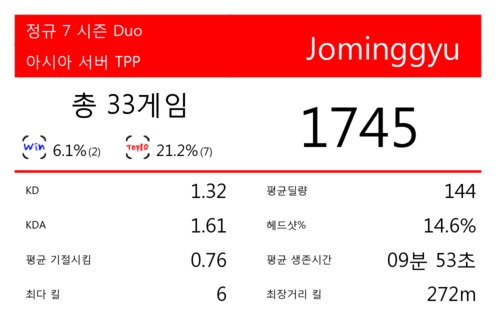 정규 7 시즌 Duo
아시아 서버 TPP
Jominggyu
총 33게임
Win 6.1% (2) TOP10 21.2% (7)
1745
KD 1.32 평균딜량 144
KDA 1.61 헤드샷% 14.6%
평균 기절시킴 0.76 평균 생존시간 09분 53초
최다 킬 6 최장거리 킬 272m